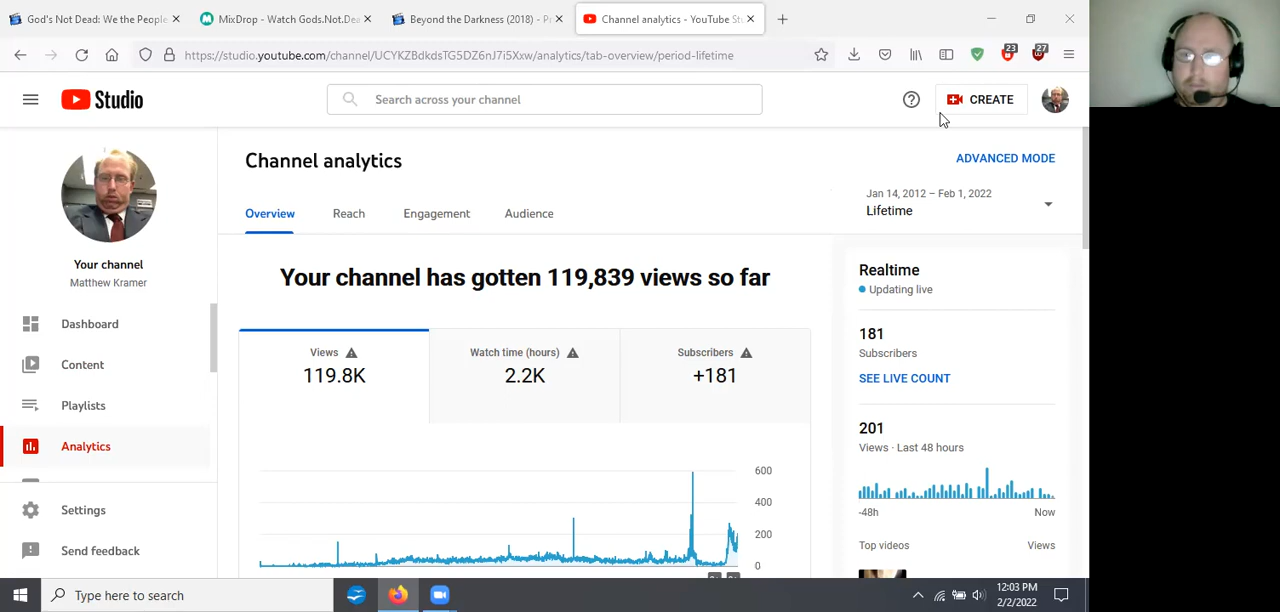 God's Not Dead: We the People
MixDrop - Watch Gods.Not.Dea
Beyond the Darkness (2018) - Pr
Channel analytics - YouTube Stu
https://studio.youtube.com/channel/UCYKZBdkdsTG5DZ6nJ7i5Xxw/analytics/tab-overview/period-lifetime
23
27
Studio
Search across your channel
CREATE
Channel analytics
ADVANCED MODE
Jan 14, 2012 – Feb 1, 2022
Lifetime
Overview
Reach
Engagement
Audience
Your channel
Matthew Kramer
Dashboard
Content
Playlists
Analytics
Settings
Send feedback
Your channel has gotten 119,839 views so far
Views
119.8K
Watch time (hours)
2.2K
Subscribers
+181
600
400
200
0
Realtime
Updating live
181
Subscribers
SEE LIVE COUNT
201
Views · Last 48 hours
-48h
Now
Top videos
Views
Type here to search
12:03 PM
2/2/2022